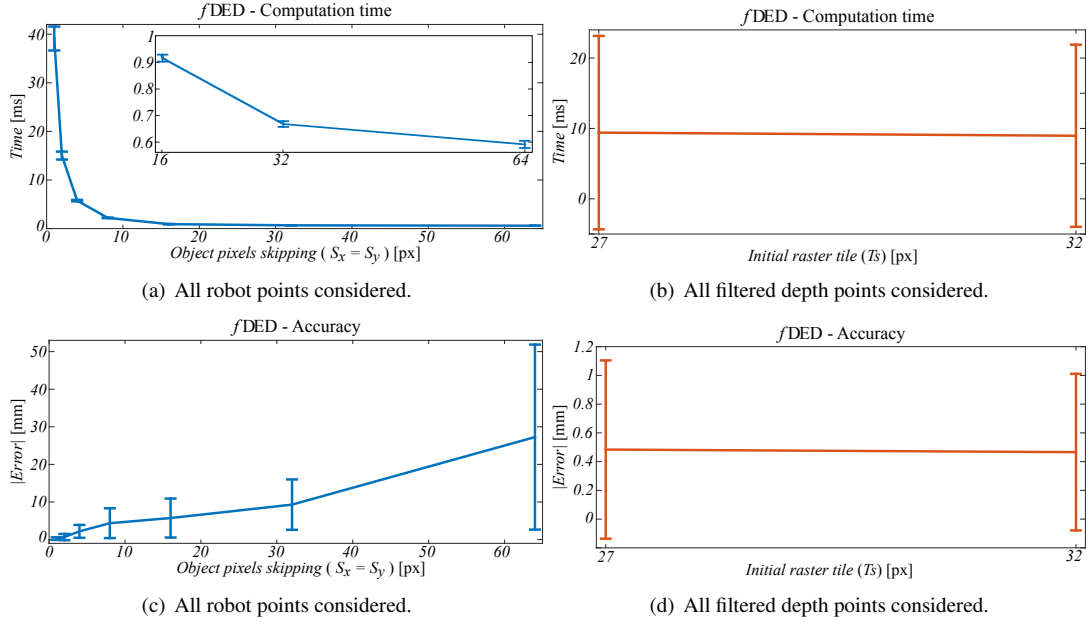 fDED - Computation time
40
30
20
10
0
Time [ms]
1
0.9
0.8
0.7
0.6
16
32
64
0 10 20 30 40 50 60
Object pixels skipping ( Sx = Sy ) [px]
(a) All robot points considered.
fDED - Computation time
20
10
0
Time [ms]
27 32
Initial raster tile (Ts) [px]
(b) All filtered depth points considered.
fDED - Accuracy
50
40
30
20
10
0
|Error| [mm]
0 10 20 30 40 50 60
Object pixels skipping ( Sx = Sy ) [px]
(c) All robot points considered.
fDED - Accuracy
1.2
1
0.8
0.6
0.4
0.2
0
|Error| [mm]
27 32
Initial raster tile (Ts) [px]
(d) All filtered depth points considered.